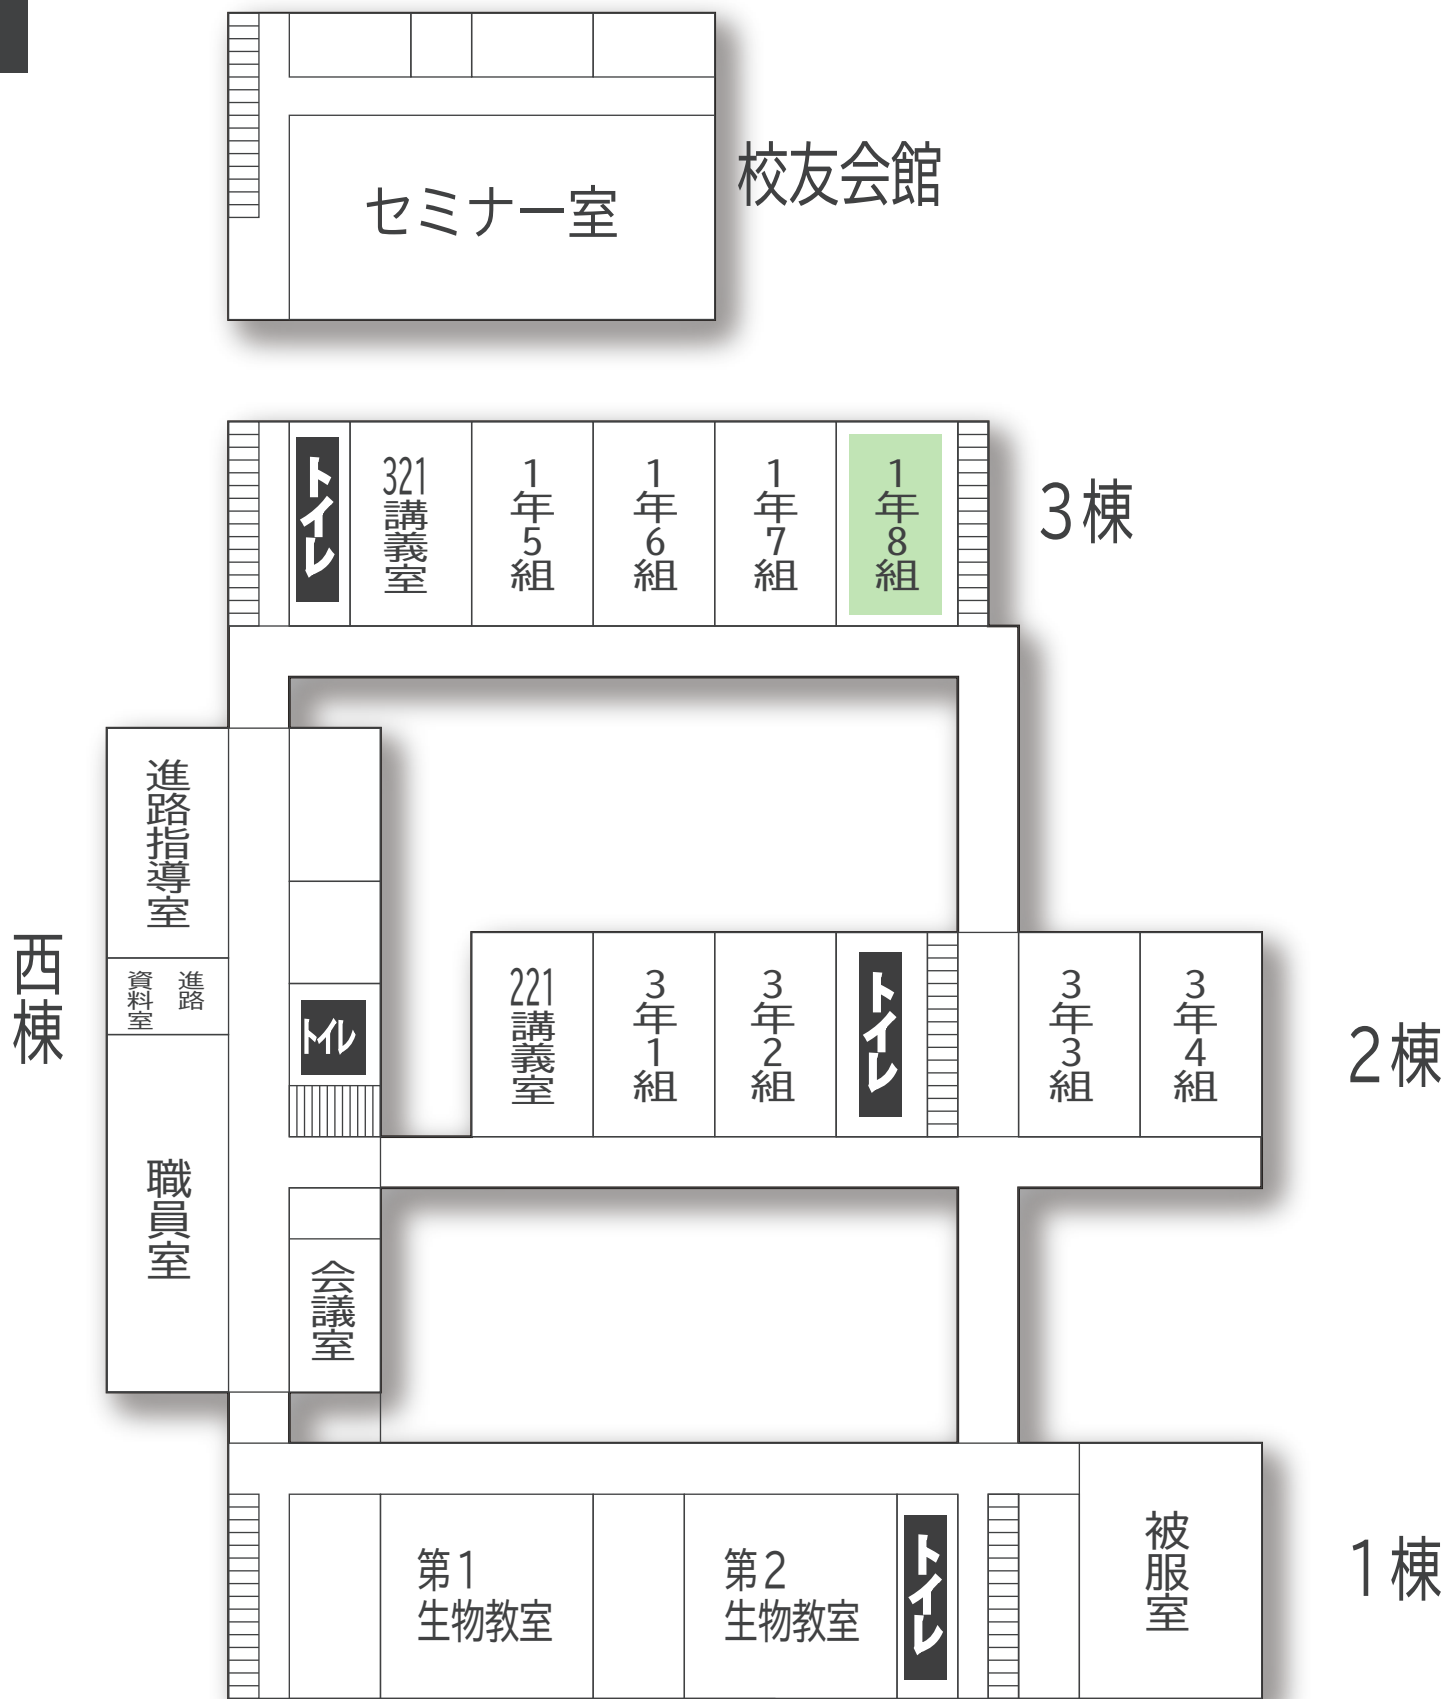 セミナー室
校友会館
トイレ
321講義室
1年5組
1年6組
1年7組
1年8組
3棟
進路指導室
進路
資料室
トイレ
職員室
会議室
西棟
221講義室
3年1組
3年2組
トイレ
3年3組
3年4組
2棟
第1
生物教室
第2
生物教室
トイレ
被服室
1棟